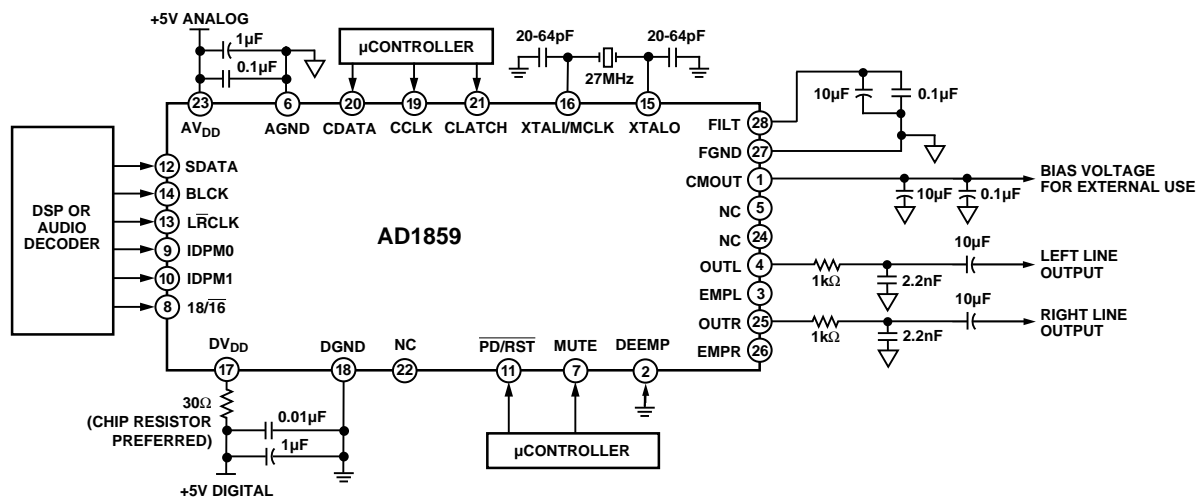 +5V ANALOG
1µF
0.1µF
µCONTROLLER
20-64pF
20-64pF
27MHz
10µF
0.1µF
23
6
20
19
21
16
15
AVDD
AGND
CDATA
CCLK
CLATCH
XTALI/MCLK
XTALO
FILT
28
FGND
27
CMOUT
1
BIAS VOLTAGE
FOR EXTERNAL USE
10µF
0.1µF
NC
5
NC
24
OUTL
4
1kΩ
2.2nF
10µF
LEFT LINE
OUTPUT
EMPL
3
OUTR
25
1kΩ
2.2nF
10µF
RIGHT LINE
OUTPUT
EMPR
26
DSP OR
AUDIO
DECODER
12
SDATA
14
BLCK
13
LRCLK
9
IDPM0
10
IDPM1
8
18/16
AD1859
DVDD
DGND
NC
PD/RST
MUTE
DEEMP
17
18
22
11
7
2
30Ω
(CHIP RESISTOR
PREFERRED)
0.01µF
1µF
+5V DIGITAL
µCONTROLLER